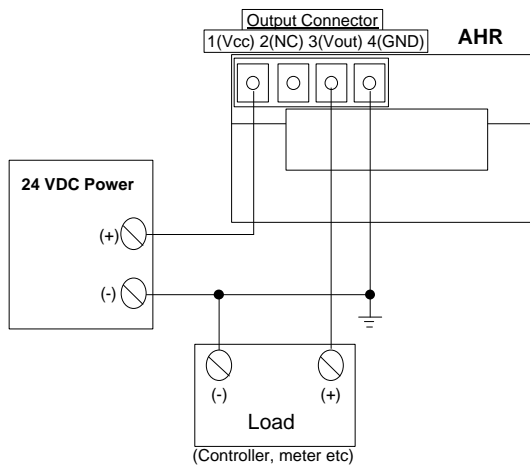 Output Connector
1(Vcc) 2(NC) 3(Vout) 4(GND)
AHR
24 VDC Power
(+)
(-)
(-)
(+)
Load
(Controller, meter etc)